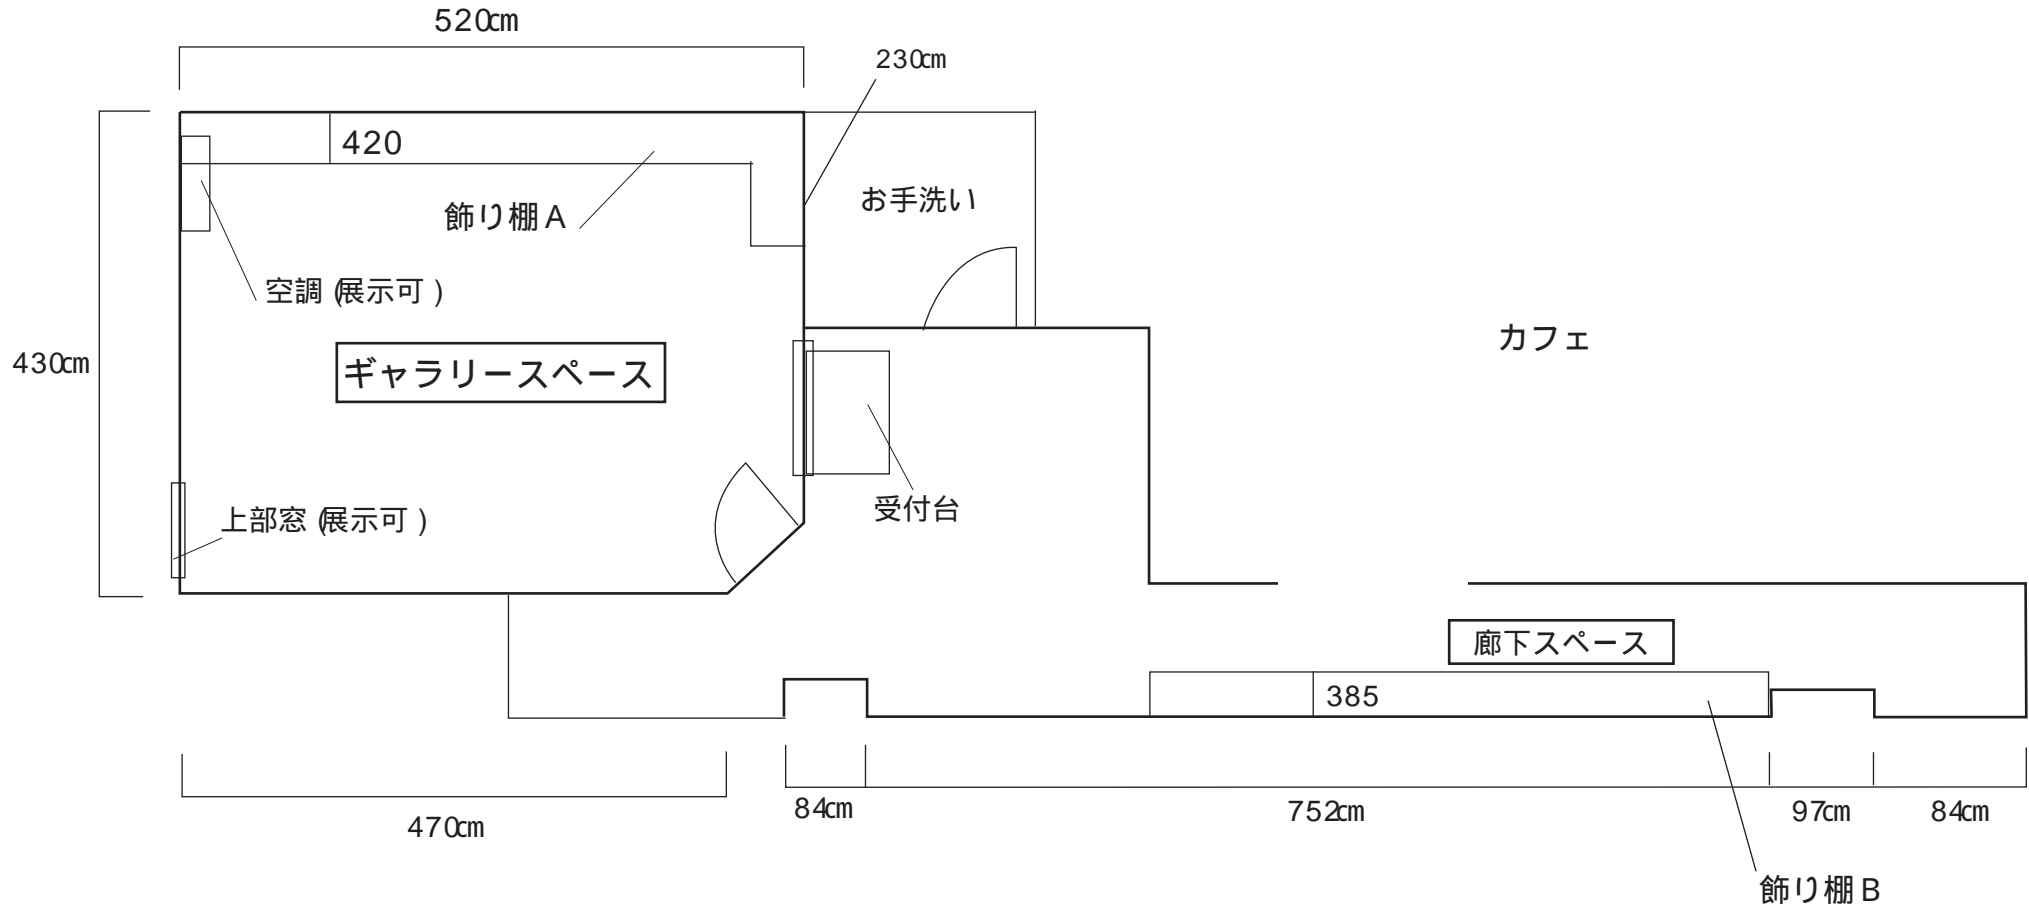 520cm
230cm
420
お手洗い
飾り棚 A
空調 (展示可 )
カフェ
430cm
ギャラリースペース
受付台
上部窓 (展示可 )
廊下スペース
385
470cm
84cm
752cm
97cm
84cm
飾り棚 B